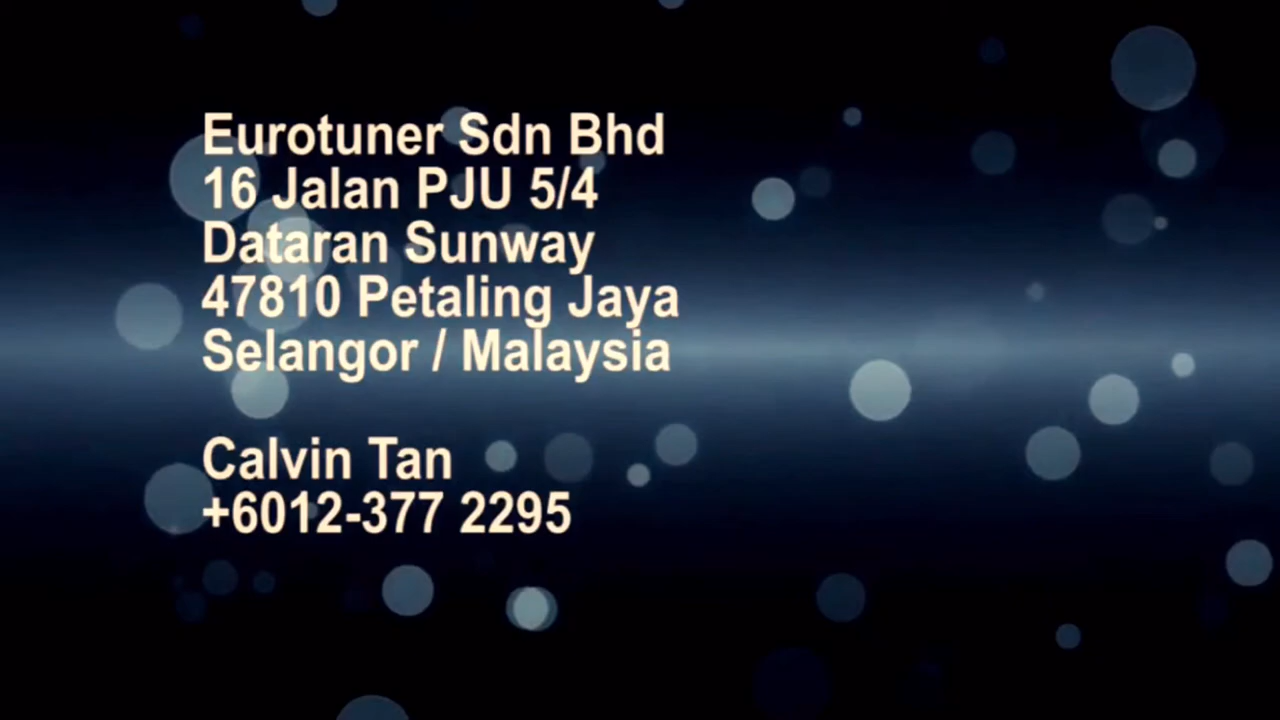 Eurotuner Sdn Bhd
16 Jalan PJU 5/4
Dataran Sunway
47810 Petaling Jaya
Selangor / Malaysia
Calvin Tan
+6012-377 2295